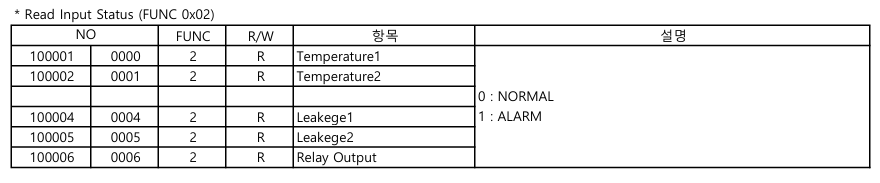 * Read Input Status (FUNC 0x02)
NO FUNC R/W 항목 설명
100001 0000 2 R Temperature1
100002 0001 2 R Temperature2
0 : NORMAL
100004 0004 2 R Leakege1 1 : ALARM
100005 0005 2 R Leakege2
100006 0006 2 R Relay Output